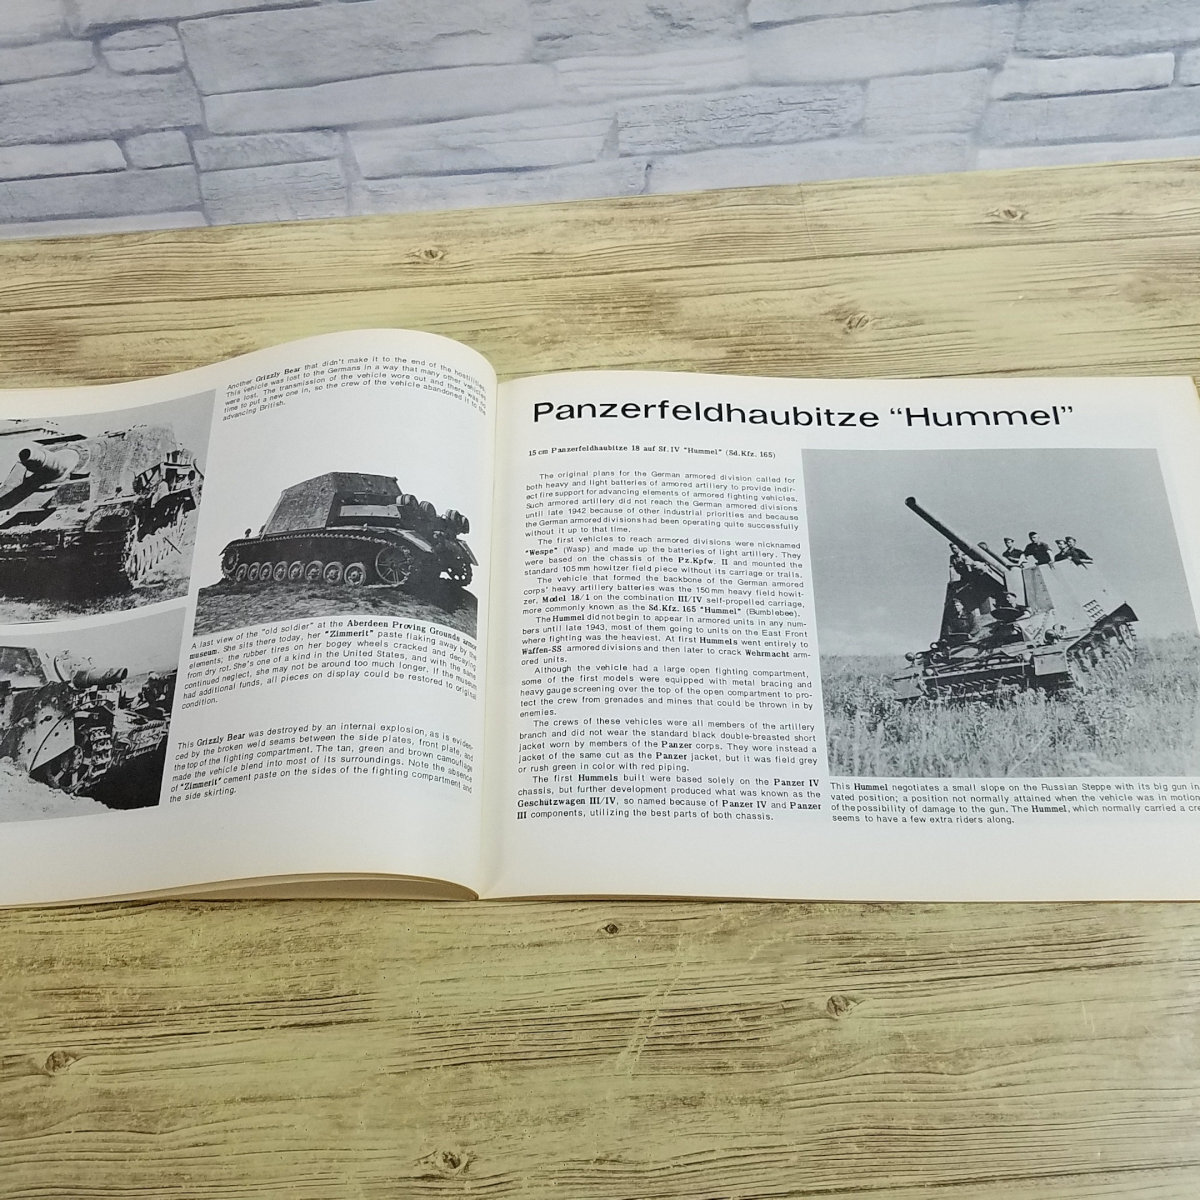 Another Grizzly Bear that didn't make it to the end of the hostilities.
This vehicle was lost to the Germans in a way that many other vehicles
were lost. The transmission of the vehicle wore out and there was no
time to put a new one in, so the crew of the vehicle abandoned it to the
advancing British.
A last view of the "old soldier" at the Aberdeen Proving Grounds armor
museum. She sits there today, her "Zimmerit" paste flaking away by the
elements; the rubber tires on her bogey wheels cracked and decaying
from dry rot. She's one of a kind in the United States, and with the same
continued neglect, she may not be around too much longer. If the museum
had additional funds, all pieces on display could be restored to original
condition.
This Grizzly Bear was destroyed by an internal explosion, as is eviden-
ced by the broken weld seams between the side plates, front plate, and
the top of the fighting compartment. The tan, green and brown camouflage
made the vehicle blend into most of its surroundings. Note the absence
of "Zimmerit" cement paste on the sides of the fighting compartment and
the side skirting.
Panzerfeldhaubitze "Hummel"
15 cm Panzerfeldhaubitze 18 auf Sf. IV "Hummel" (Sd.Kfz. 165)
The original plans for the German armored division called for
both heavy and light batteries of armored artillery to provide indir-
ect fire support for advancing elements of armored fighting vehicles.
Such armored artillery did not reach the German armored divisions
until late 1942 because of other industrial priorities and because
the German armored divisions had been operating quite successfully
without it up to that time.
The first vehicles to reach armored divisions were nicknamed
"Wespe" (Wasp) and made up the batteries of light artillery. They
were based on the chassis of the Pz.Kpfw. II and mounted the
standard 105mm howitzer field piece without its carriage or trails.
The vehicle that formed the backbone of the German armored
corps' heavy artillery batteries was the 150mm heavy field howit-
zer, Model 18/1 on the combination III/IV self-propelled carriage,
more commonly known as the Sd.Kfz. 165 "Hummel" (Bumblebee).
The Hummel did not begin to appear in armored units in any num-
bers until late 1943, most of them going to units on the East Front
where fighting was the heaviest. At first Hummels went entirely to
Waffen-SS armored divisions and then later to crack Wehrmacht arm-
ored units.
Although the vehicle had a large open fighting compartment,
some of the first models were equipped with metal bracing and
heavy gauge screening over the top of the open compartment to pro-
tect the crew from grenades and mines that could be thrown in by
enemies.
The crews of these vehicles were all members of the artillery
branch and did not wear the standard black double-breasted short
jacket worn by members of the Panzer corps. They wore instead a
jacket of the same cut as the Panzer jacket, but it was field grey
or rush green in color with red piping.
The first Hummels built were based solely on the Panzer IV
chassis, but further development produced what was known as the
Geschützwagen III/IV, so named because of Panzer IV and Panzer
III components, utilizing the best parts of both chassis.
This Hummel negotiates a small slope on the Russian Steppe with its big gun in
vated position; a position not normally attained when the vehicle was in motion
of the possibility of damage to the gun. The Hummel, which normally carried a cre
seems to have a few extra riders along.